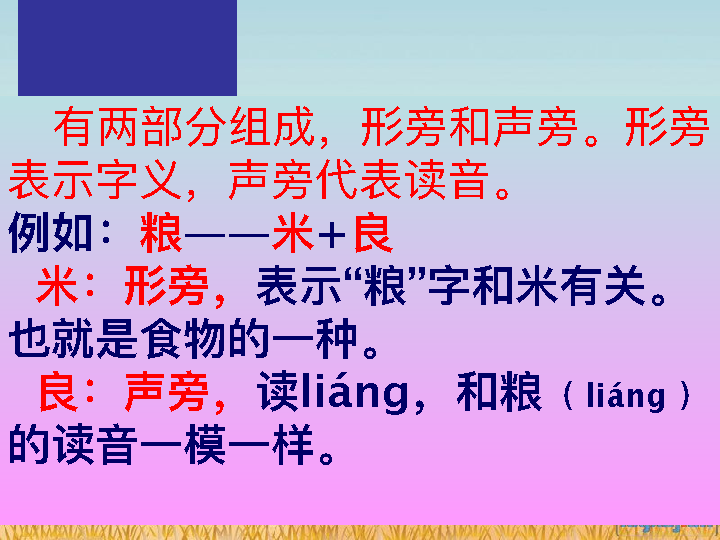 有两部分组成，形旁和声旁。形旁
表示字义，声旁代表读音。
例如：粮——米+良
米：形旁，表示“粮”字和米有关。
也就是食物的一种。
良：声旁，读liáng，和粮（liáng）
的读音一模一样。